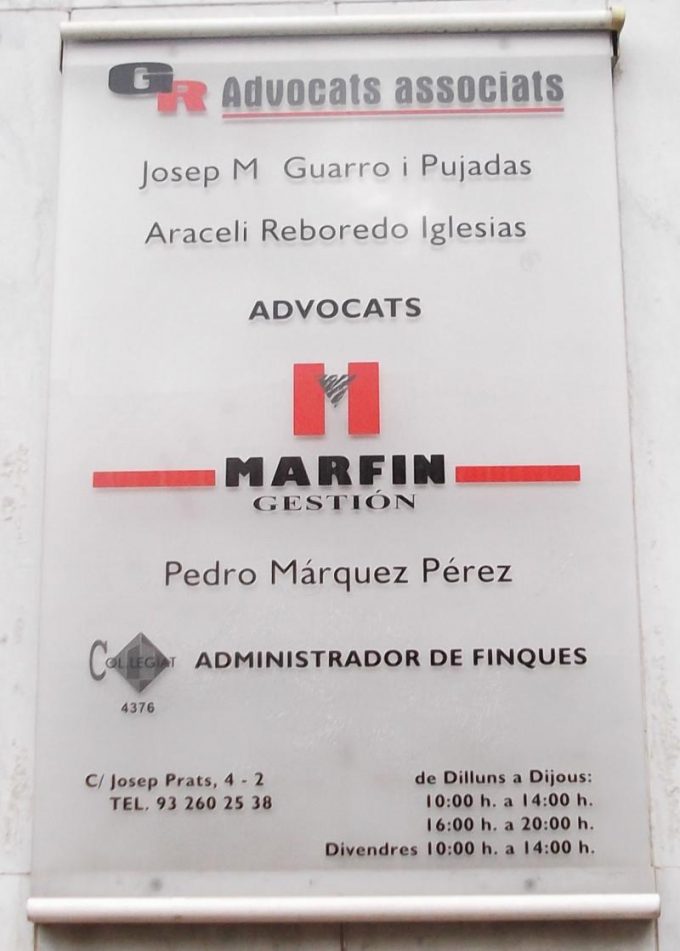 GR Advocats associats
Josep M Guarro i Pujadas
Araceli Reboredo Iglesias
ADVOCATS
MARFIN
GESTIÓN
Pedro Márquez Pérez
COL.LEGIAT ADMINISTRADOR DE FINQUES
4376
C/ Josep Prats, 4 - 2
TEL. 93 260 25 38
de Dilluns a Dijous:
10:00 h. a 14:00 h.
16:00 h. a 20:00 h.
Divendres 10:00 h. a 14:00 h.